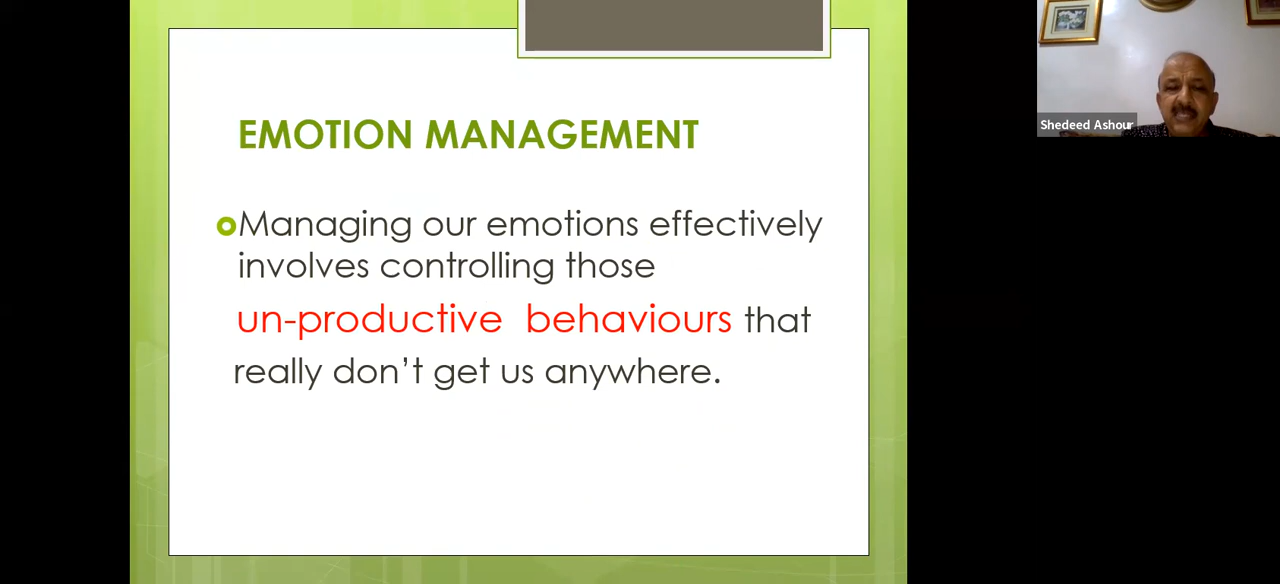 EMOTION MANAGEMENT
Managing our emotions effectively
involves controlling those
un-productive behaviours that
really don’t get us anywhere.
Shedeed Ashour